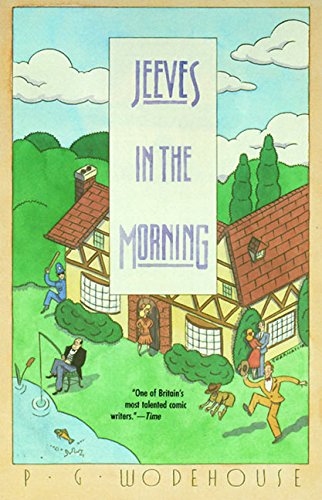 JEEVES
IN THE
MORNING
"One of Britain's
most talented comic
writers."—Time
P · G · WODEHOUSE